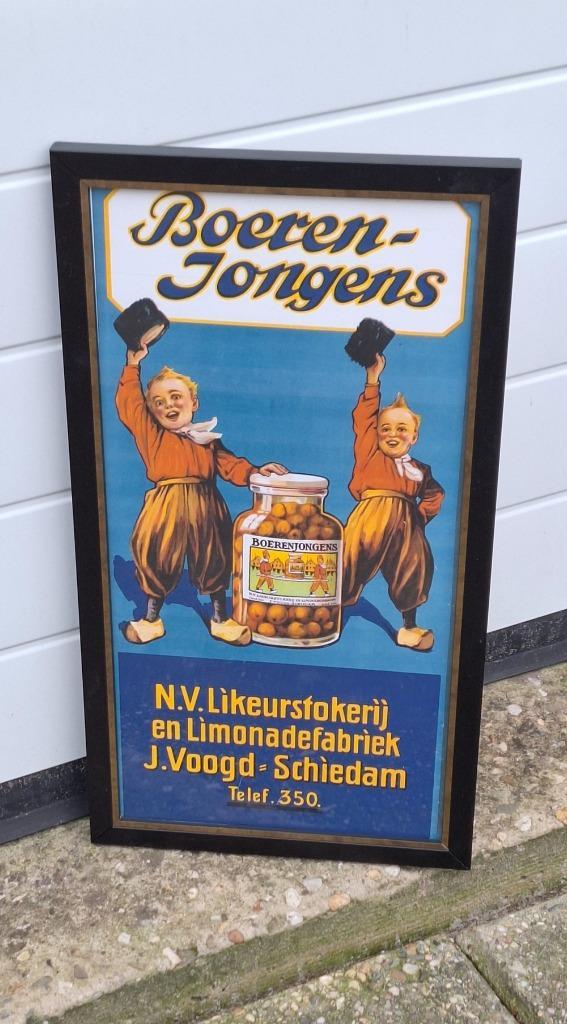 Boeren-
Jongens
BOERENJONGENS
N.V. Likeurstokerij
en Limonadefabriek
J. Voogd = Schiedam
Telef. 350.